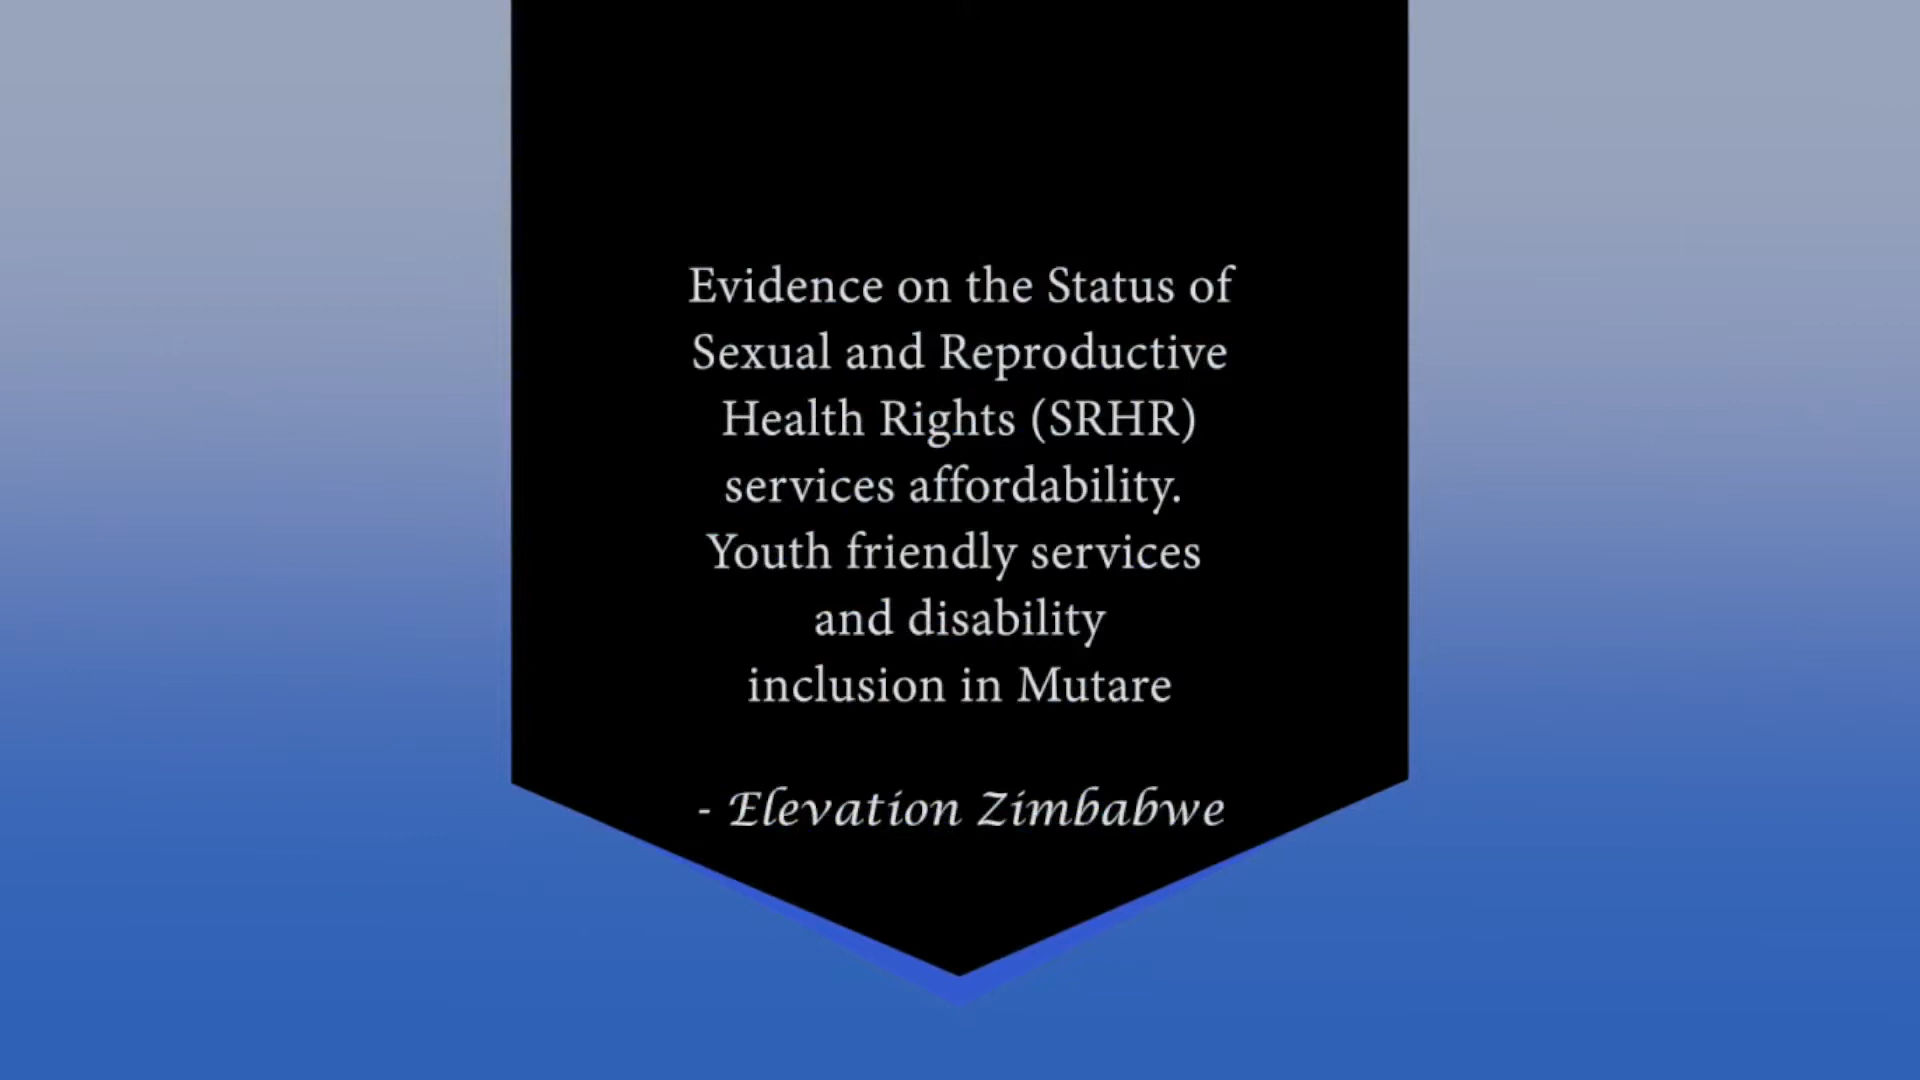 Evidence on the Status of
Sexual and Reproductive
Health Rights (SRHR)
services affordability.
Youth friendly services
and disability
inclusion in Mutare
- Elevation Zimbabwe